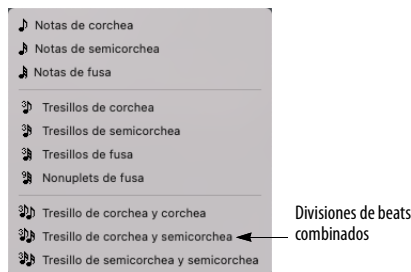 Notas de corchea
Notas de semicorchea
Notas de fusa
Tresillos de corchea
Tresillos de semicorchea
Tresillos de fusa
Nonuplets de fusa
Tresillo de corchea y corchea
Tresillo de corchea y semicorchea
Tresillo de semicorchea y semicorchea
Divisiones de beats
combinados